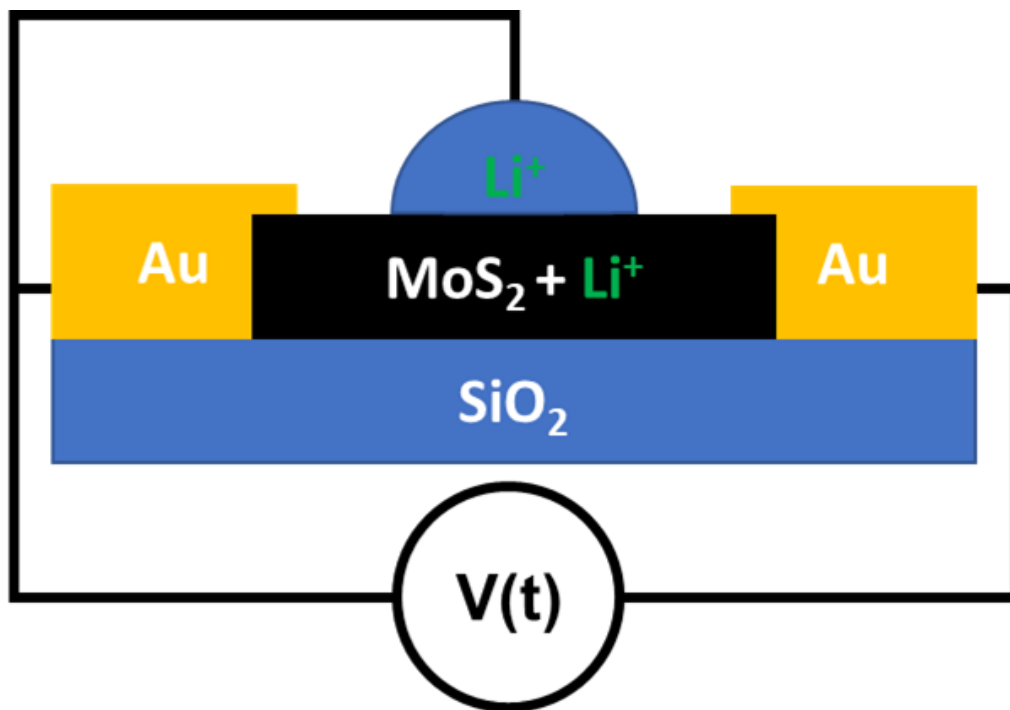 Li⁺
Au
MoS₂ + Li⁺
Au
SiO₂
V(t)